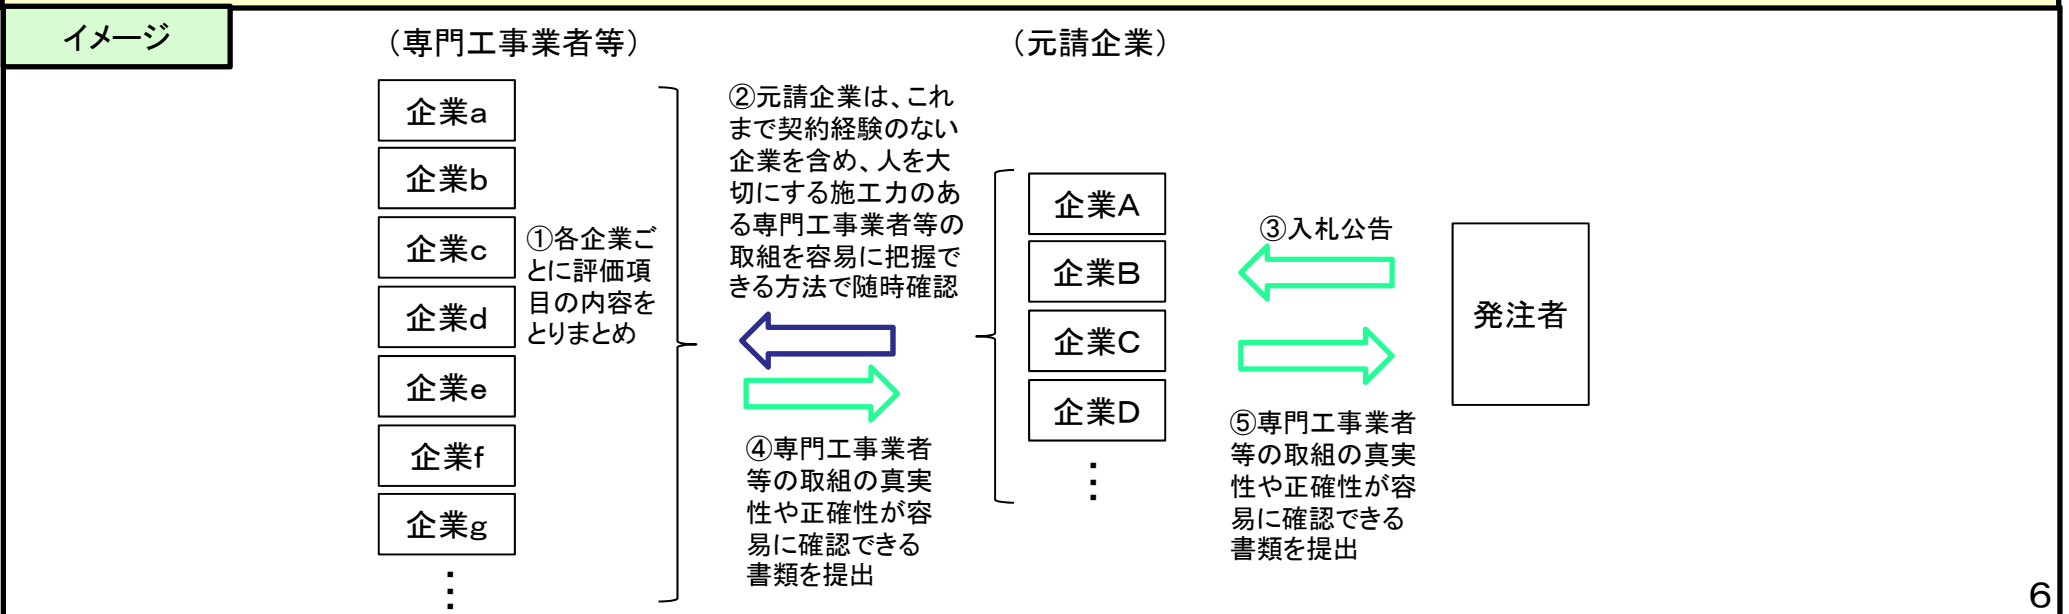 イメージ
（専門工事業者等）
企業a
企業b
企業c
企業d
企業e
企業f
企業g
⋮
①各企業ご
とに評価項
目の内容を
とりまとめ
②元請企業は、これ
まで契約経験のない
企業を含め、人を大
切にする施工力のあ
る専門工事業者等の
取組を容易に把握で
きる方法で随時確認
④専門工事業者
等の取組の真実
性や正確性が容
易に確認できる
書類を提出
（元請企業）
企業A
企業B
企業C
企業D
⋮
③入札公告
⑤専門工事業者
等の取組の真実
性や正確性が容
易に確認できる
書類を提出
発注者
6